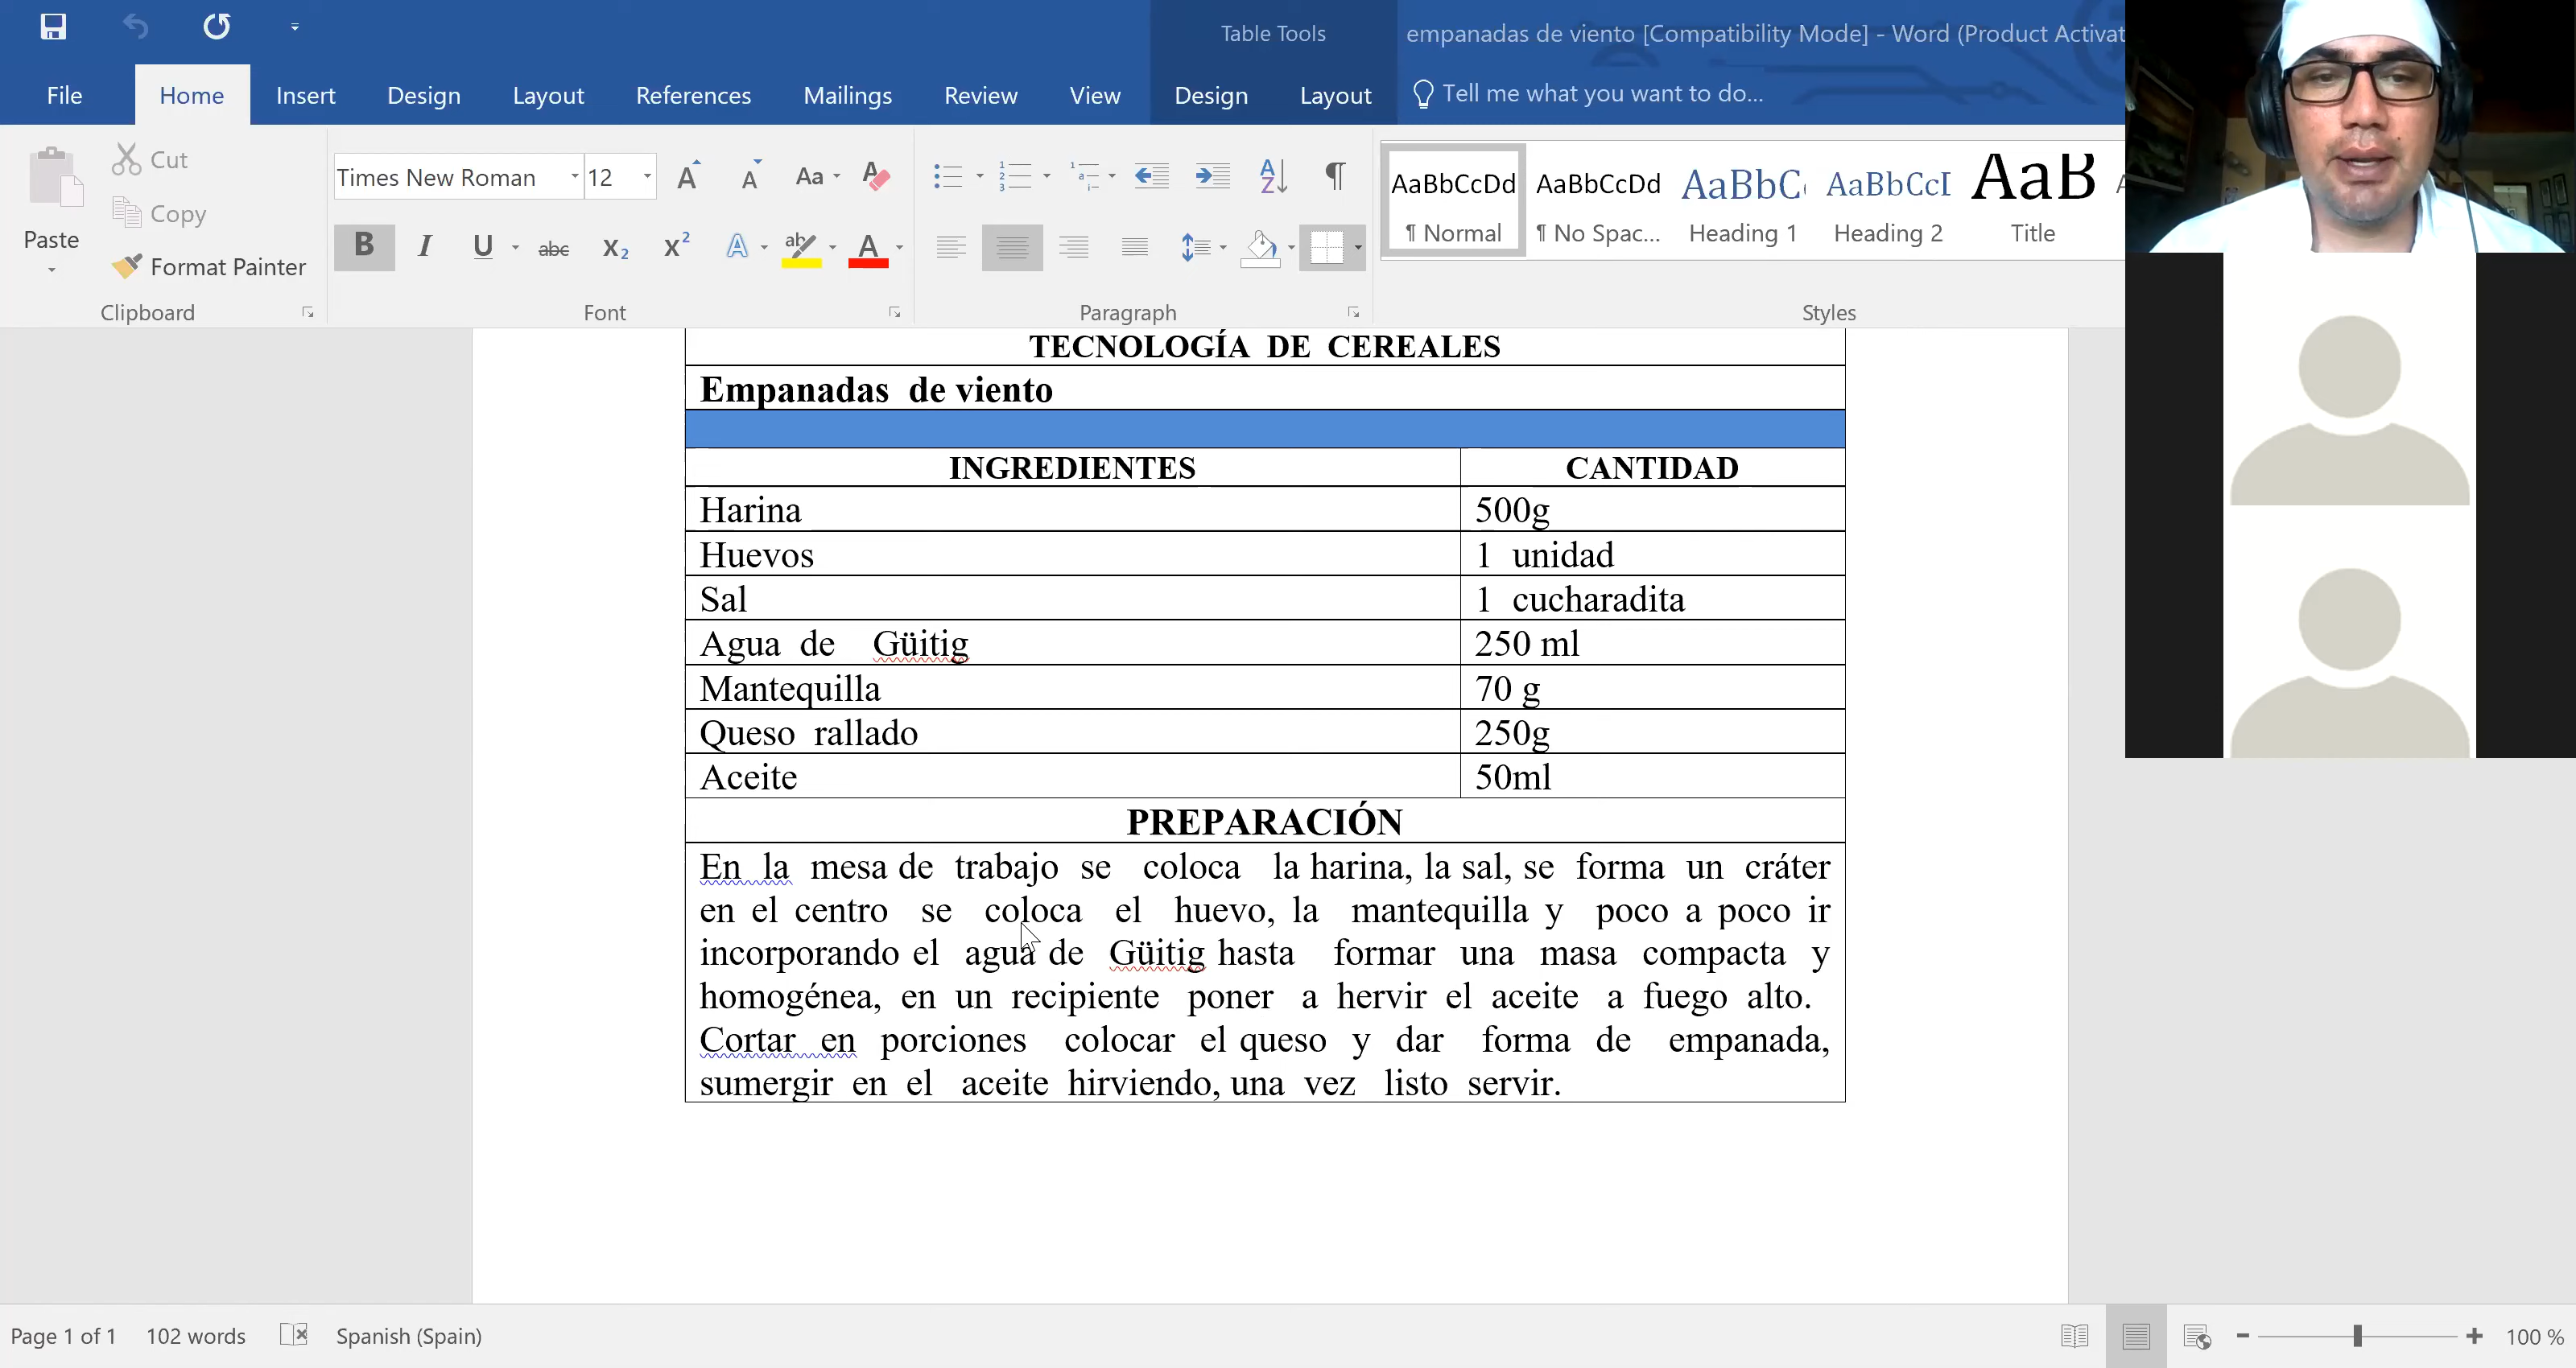 Table Tools
empanadas de viento [Compatibility Mode] - Word (Product Activat
File Home Insert Design Layout References Mailings Review View Design Layout Tell me what you want to do...
Cut
Copy
Paste
Format Painter
Times New Roman 12
Clipboard
Font
Paragraph
AaBbCcDd AaBbCcDd AaBbC AaBbCcI AaB
¶ Normal ¶ No Spac... Heading 1 Heading 2 Title
Styles
TECNOLOGÍA DE CEREALES
Empanadas de viento
INGREDIENTES CANTIDAD
Harina 500g
Huevos 1 unidad
Sal 1 cucharadita
Agua de Güitig 250 ml
Mantequilla 70 g
Queso rallado 250g
Aceite 50ml
PREPARACIÓN
En la mesa de trabajo se coloca la harina, la sal, se forma un cráter
en el centro se coloca el huevo, la mantequilla y poco a poco ir
incorporando el agua de Güitig hasta formar una masa compacta y
homogénea, en un recipiente poner a hervir el aceite a fuego alto.
Cortar en porciones colocar el queso y dar forma de empanada,
sumergir en el aceite hirviendo, una vez listo servir.
Page 1 of 1 102 words Spanish (Spain) 100 %